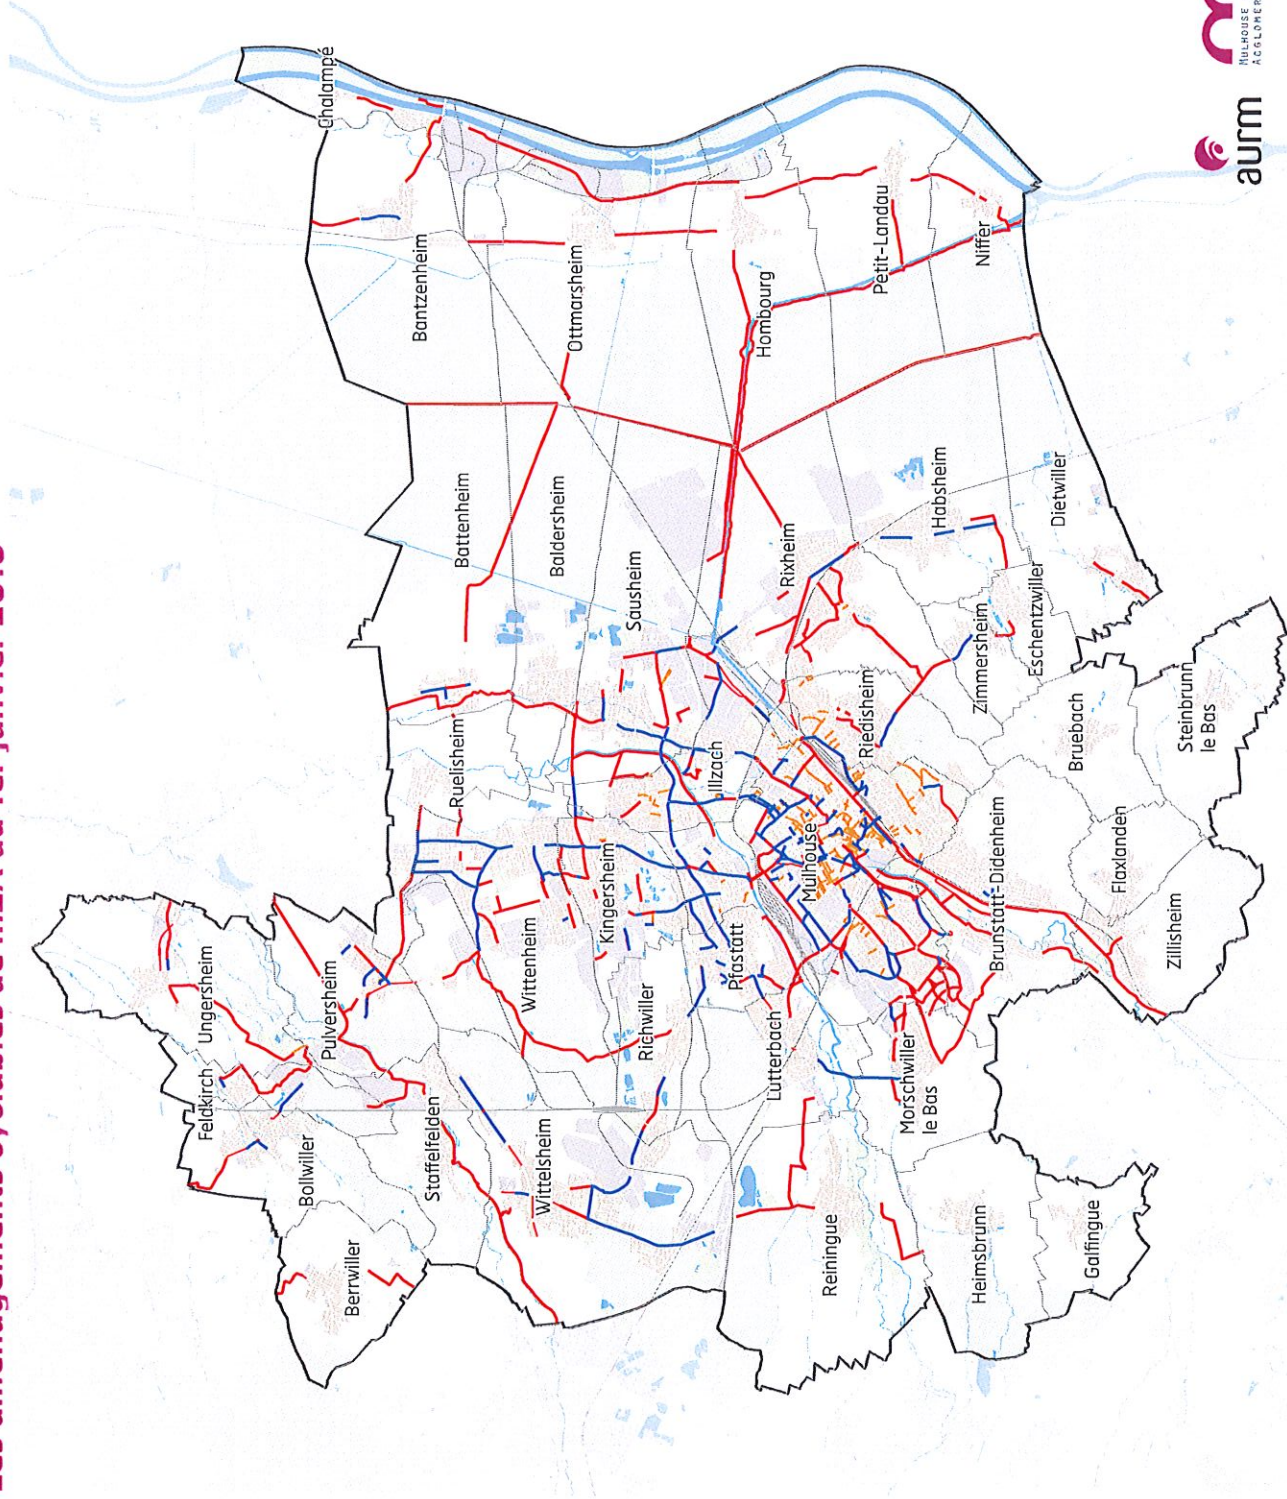 Chalampé
Bantzenheim
Ottmarsheim
Hombourg
Petit-Landau
Niffer
Battenheim
Baldersheim
Sausheim
Rixheim
Habsheim
Dietwiller
Eschentzwiller
Zimmersheim
Steinbrunn
le Bas
Bruebach
Riedisheim
Ruelisheim
Illzach
Mulhouse
Kingersheim
Wittenheim
Pfastatt
Brunstatt-Didenheim
Flaxlanden
Zillisheim
Ungersheim
Pulversheim
Richwiller
Lutterbach
Morschwiller
le Bas
Feldkirch
Bollwiller
Staffelfelden
Wittelsheim
Berrwiller
Reiningue
Heimsbrunn
Galfingue
aurm
MULHOUSE